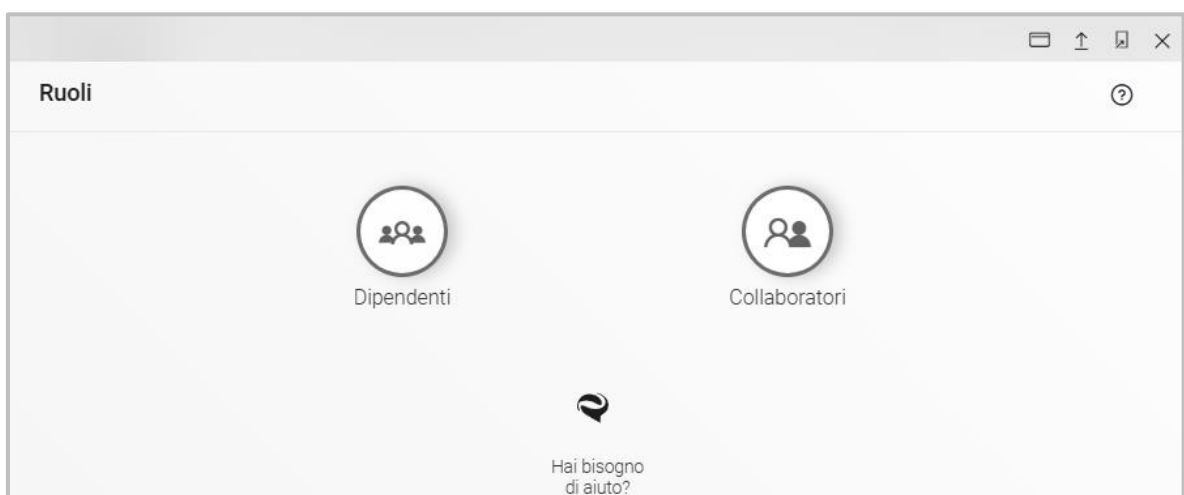 Ruoli
Dipendenti
Collaboratori
Hai bisogno
di aiuto?